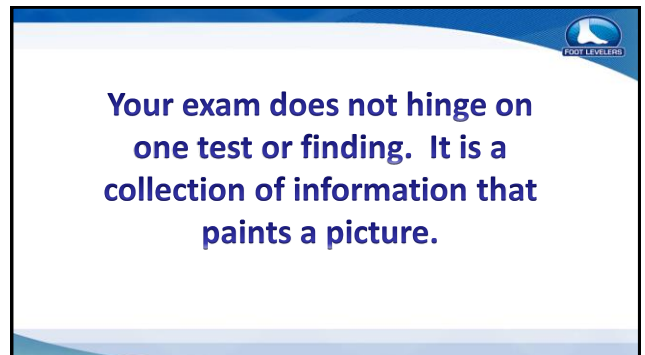 FOOT LEVELERS
Your exam does not hinge on
one test or finding.  It is a
collection of information that
paints a picture.